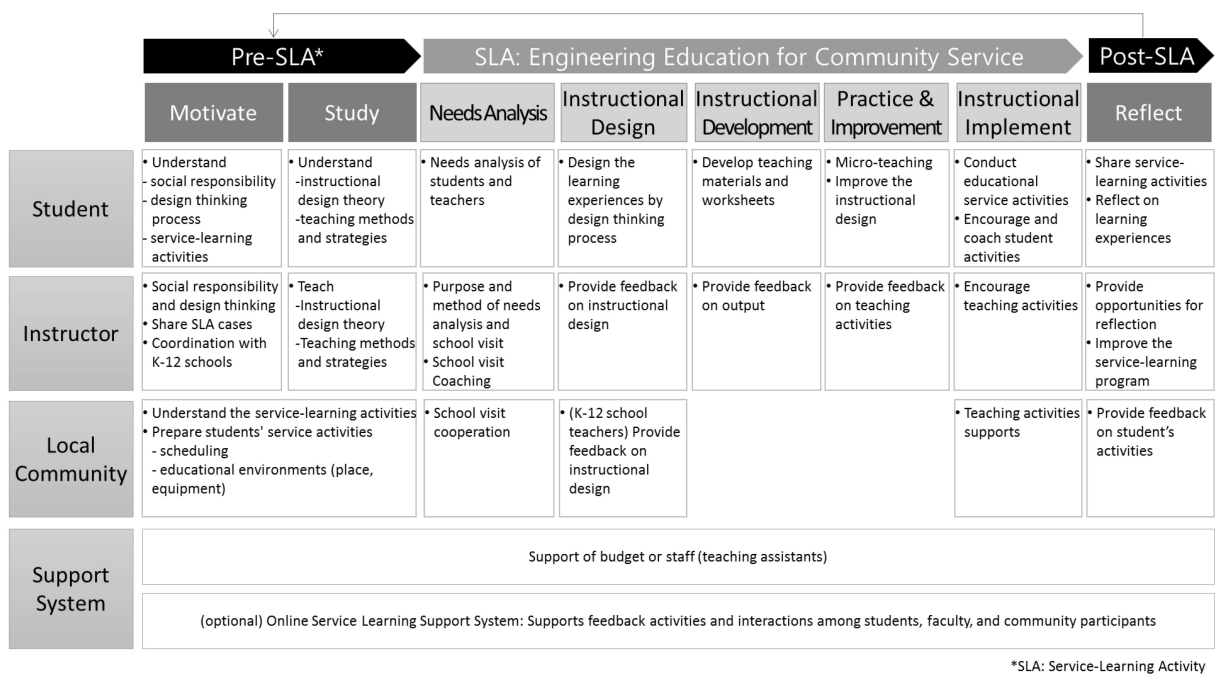 Pre-SLA*
SLA: Engineering Education for Community Service
Post-SLA
Motivate
Study
Needs Analysis
Instructional
Design
Instructional
Development
Practice &
Improvement
Instructional
Implement
Reflect
Student
• Understand
- social responsibility
- design thinking
process
- service-learning
activities
• Understand
-instructional
design theory
-teaching methods
and strategies
• Needs analysis of
students and
teachers
• Design the
learning
experiences by
design thinking
process
• Develop teaching
materials and
worksheets
• Micro-teaching
• Improve the
instructional
design
• Conduct
educational
service activities
• Encourage and
coach student
activities
• Share service-
learning activities
• Reflect on
learning
experiences
Instructor
• Social responsibility
and design thinking
• Share SLA cases
• Coordination with
K-12 schools
• Teach
-Instructional
design theory
-Teaching methods
and strategies
• Purpose and
method of needs
analysis and
school visit
• School visit
Coaching
• Provide feedback
on instructional
design
• Provide feedback
on output
• Provide feedback
on teaching
activities
• Encourage
teaching activities
• Provide
opportunities for
reflection
• Improve the
service-learning
program
Local
Community
• Understand the service-learning activities
• Prepare students' service activities
- scheduling
- educational environments (place,
equipment)
• School visit
cooperation
• (K-12 school
teachers) Provide
feedback on
instructional
design
• Teaching activities
supports
• Provide feedback
on student’s
activities
Support
System
Support of budget or staff (teaching assistants)
(optional) Online Service Learning Support System: Supports feedback activities and interactions among students, faculty, and community participants
*SLA: Service-Learning Activity